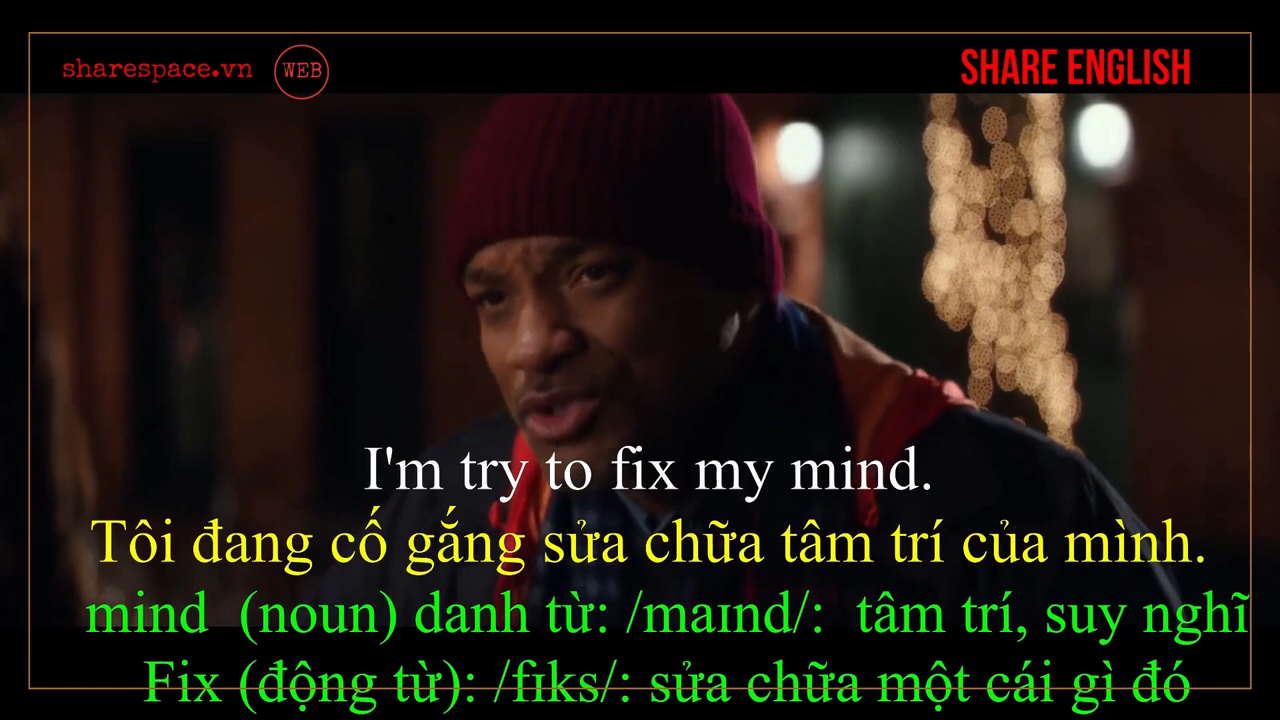 sharespace.vn WEB SHARE ENGLISH
I'm try to fix my mind.
Tôi đang cố gắng sửa chữa tâm trí của mình.
mind (noun) danh từ: /maɪnd/: tâm trí, suy nghĩ
Fix (động từ): /fɪks/: sửa chữa một cái gì đó